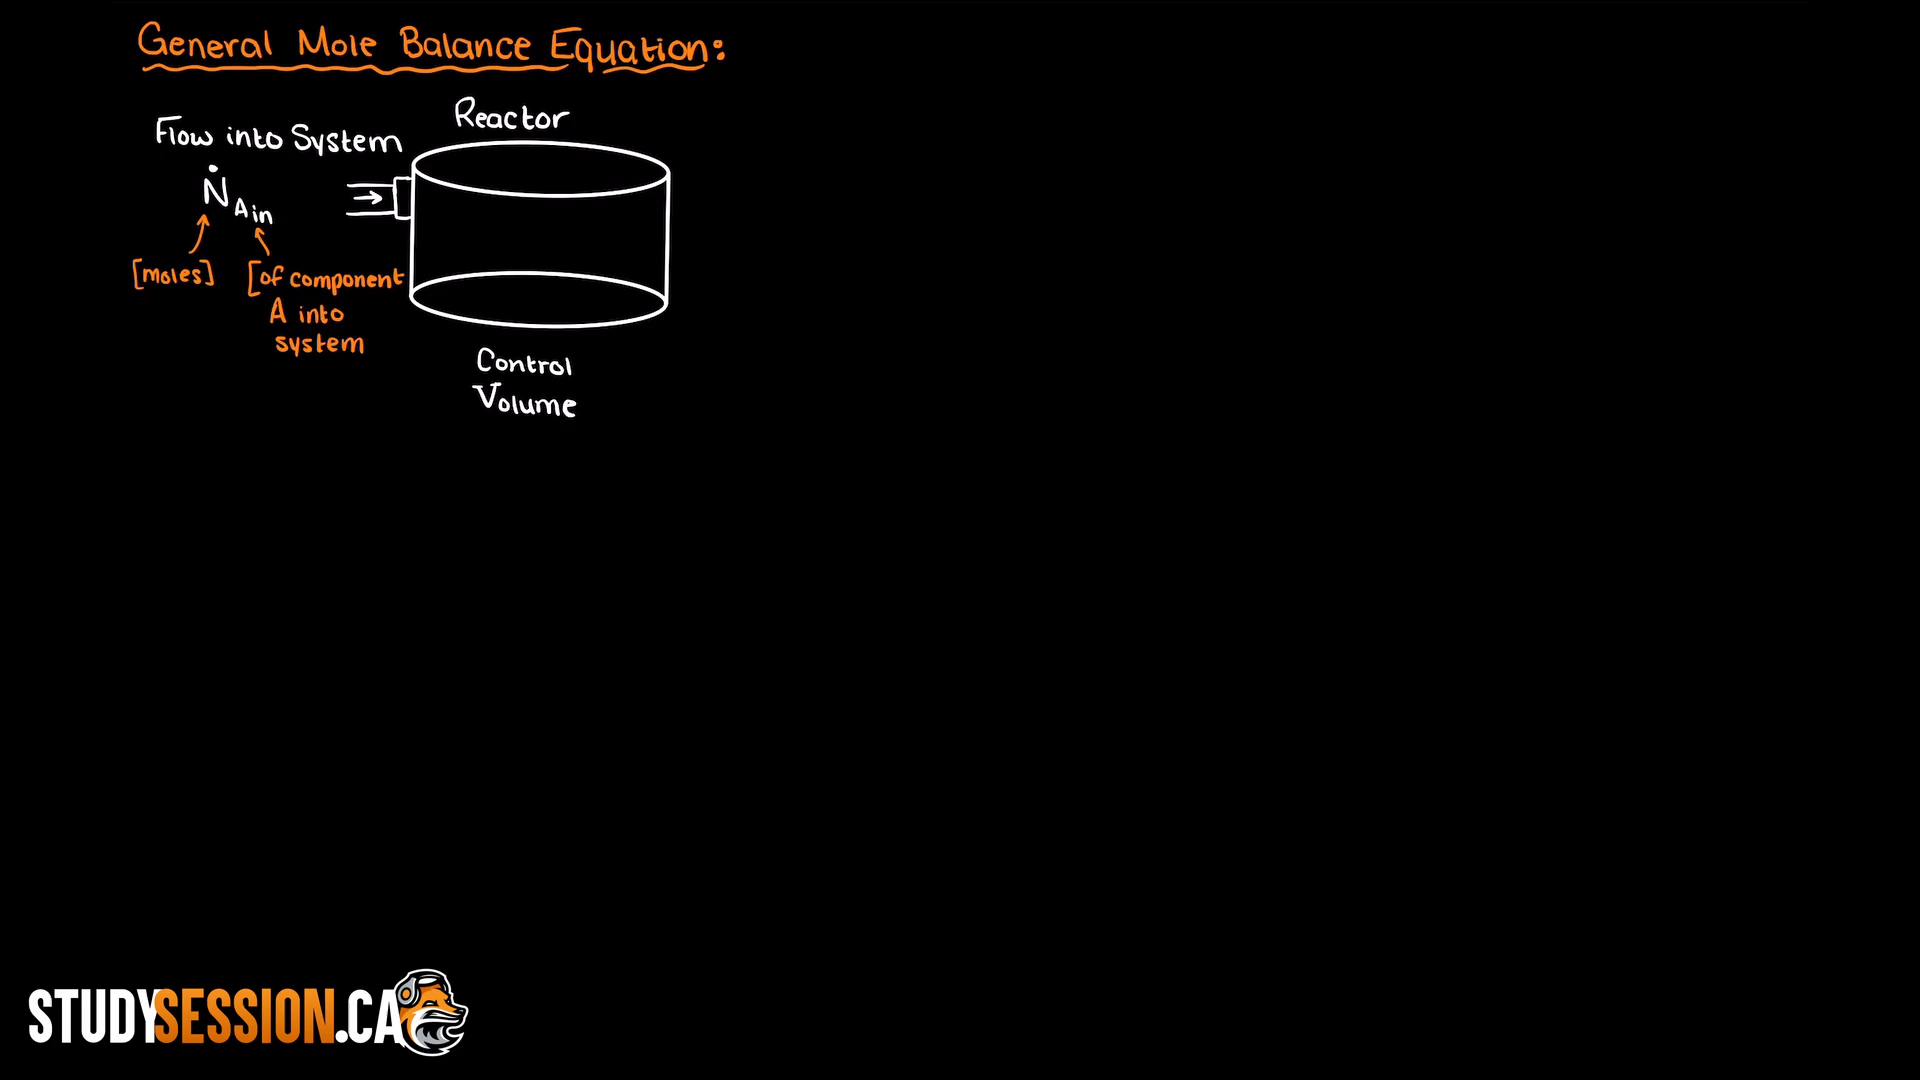 General Mole Balance Equation:
Reactor
Flow into System
Ṅ A in
[moles]
[of component
A into
system
Control
Volume
STUDYSESSION.CA